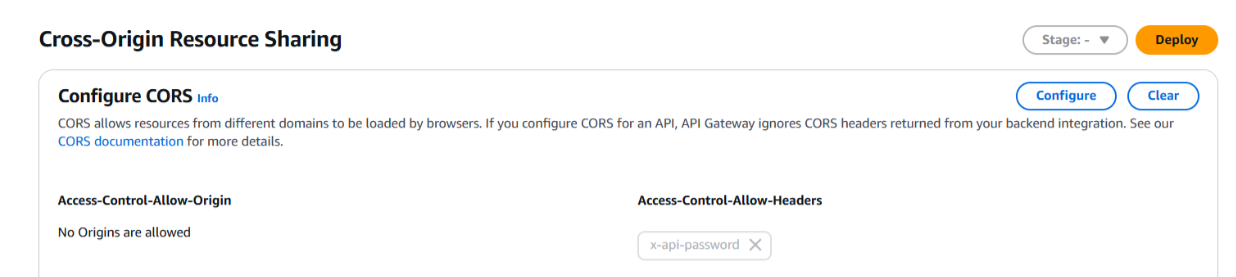 Cross-Origin Resource Sharing
Stage: -
Deploy
Configure CORS Info
Configure
Clear
CORS allows resources from different domains to be loaded by browsers. If you configure CORS for an API, API Gateway ignores CORS headers returned from your backend integration. See our
CORS documentation for more details.
Access-Control-Allow-Origin
No Origins are allowed
Access-Control-Allow-Headers
x-api-password